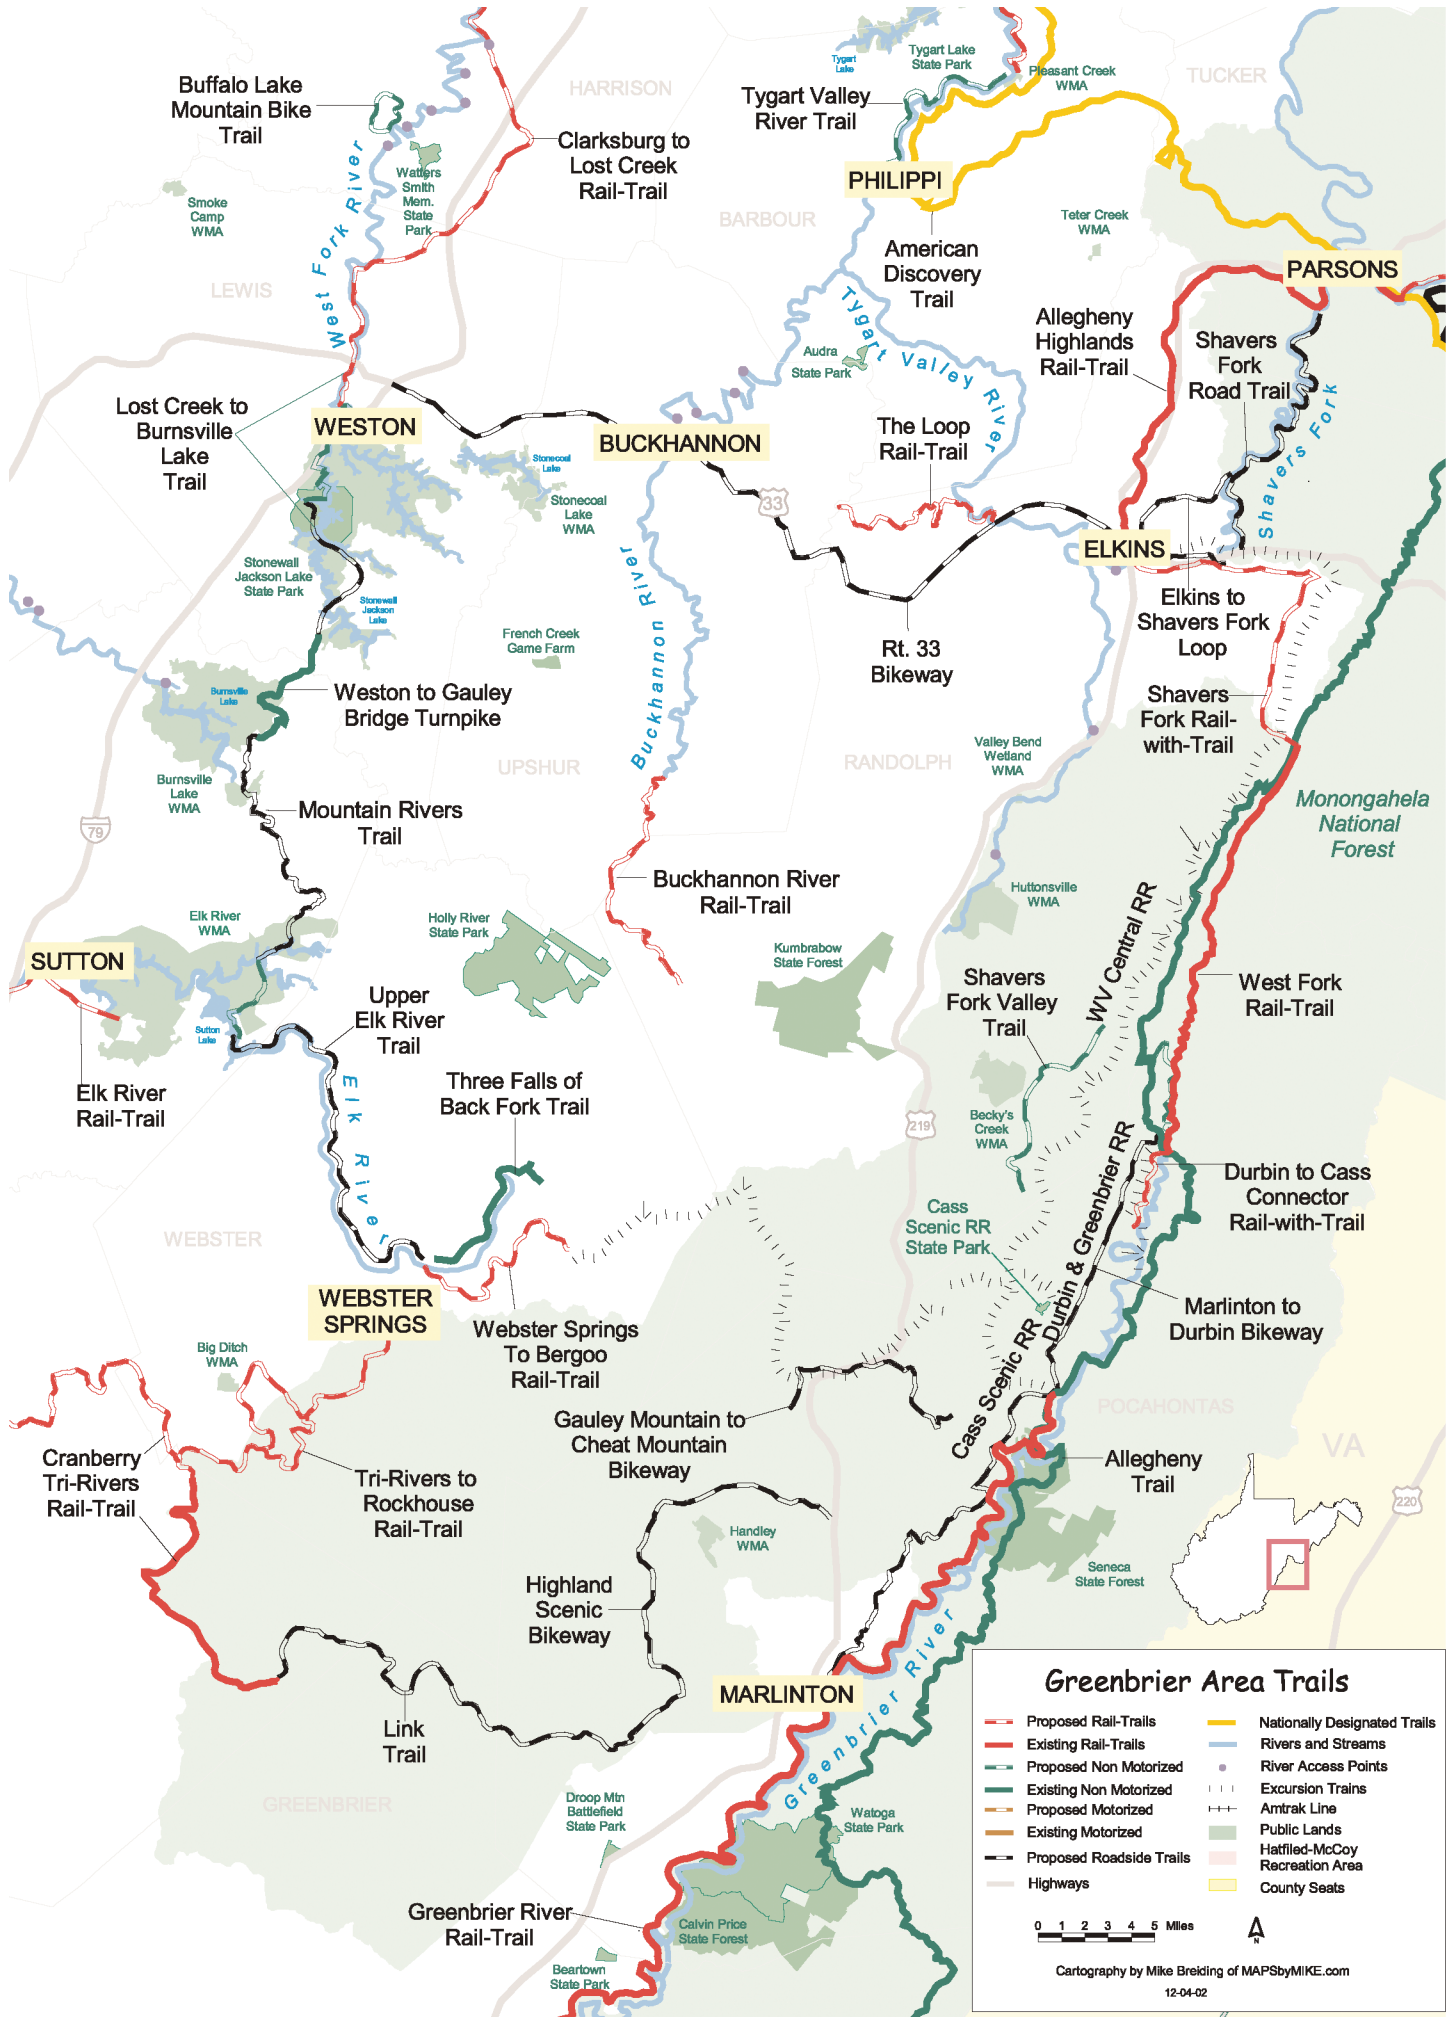 HARRISON
TUCKER
Tygart
Lake
Tygart Lake
State Park
Pleasant Creek
WMA
Buffalo Lake
Mountain Bike
Trail
Tygart Valley
River Trail
Clarksburg to
Lost Creek
Rail-Trail
West Fork River
Watters
Smith
Mem.
State
Park
Smoke
Camp
WMA
PHILIPPI
BARBOUR
Teter Creek
WMA
American
Discovery
Trail
PARSONS
LEWIS
Tygart Valley River
Allegheny
Highlands
Rail-Trail
Shavers
Fork
Road Trail
Audra
State Park
Shavers Fork
Lost Creek to
Burnsville
Lake
Trail
WESTON
BUCKHANNON
The Loop
Rail-Trail
Stonecoal
Lake
Stonecoal
Lake
WMA
33
ELKINS
Stonewall
Jackson Lake
State Park
Stonewall
Jackson
Lake
Buckhannon River
Elkins to
Shavers Fork
Loop
French Creek
Game Farm
Rt. 33
Bikeway
Burnsville
Lake
Weston to Gauley
Bridge Turnpike
Shavers
Fork Rail-
with-Trail
UPSHUR
RANDOLPH
Valley Bend
Wetland
WMA
Burnsville
Lake
WMA
Mountain Rivers
Trail
Monongahela
National
Forest
79
Buckhannon River
Rail-Trail
Huttonsville
WMA
Elk River
WMA
Holly River
State Park
Kumbrabow
State Forest
WV Central RR
SUTTON
Shavers
Fork Valley
Trail
West Fork
Rail-Trail
Upper
Elk River
Trail
Sutton
Lake
Elk River
Rail-Trail
Elk River
Three Falls of
Back Fork Trail
Becky's
Creek
WMA
219
Durbin & Greenbrier RR
Durbin to Cass
Connector
Rail-with-Trail
Cass
Scenic RR
State Park
WEBSTER
WEBSTER
SPRINGS
Marlinton to
Durbin Bikeway
Webster Springs
To Bergoo
Rail-Trail
Big Ditch
WMA
Cass Scenic RR
POCAHONTAS
VA
Gauley Mountain to
Cheat Mountain
Bikeway
Cranberry
Tri-Rivers
Rail-Trail
Tri-Rivers to
Rockhouse
Rail-Trail
Allegheny
Trail
220
Handley
WMA
Seneca
State Forest
Highland
Scenic
Bikeway
Greenbrier River
MARLINTON
Link
Trail
GREENBRIER
Droop Mtn
Battlefield
State Park
Watoga
State Park
Greenbrier River
Rail-Trail
Calvin Price
State Forest
Beartown
State Park
Greenbrier Area Trails
Proposed Rail-Trails
Existing Rail-Trails
Proposed Non Motorized
Existing Non Motorized
Proposed Motorized
Existing Motorized
Proposed Roadside Trails
Highways
Nationally Designated Trails
Rivers and Streams
River Access Points
Excursion Trains
Amtrak Line
Public Lands
Hatfiled-McCoy
Recreation Area
County Seats
0 1 2 3 4 5 Miles
N
Cartography by Mike Breiding of MAPSbyMIKE.com
12-04-02